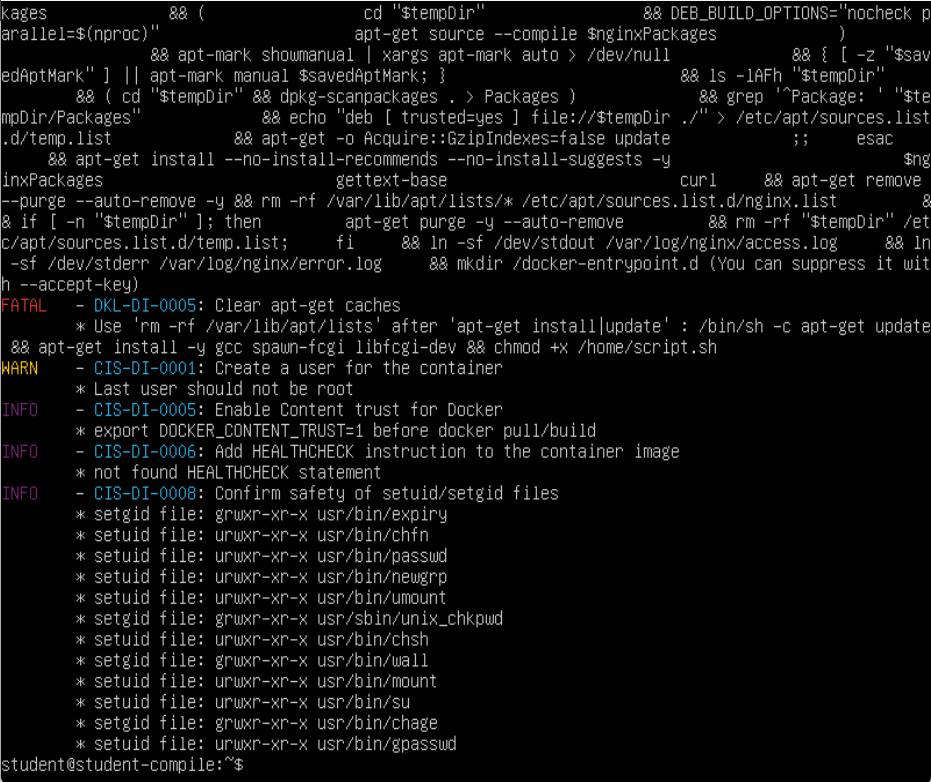 kages             && (                 cd "$tempDir"                 && DEB_BUILD_OPTIONS="nocheck p
arallel=$(nproc)"                     apt-get source --compile $nginxPackages             )
                && apt-mark showmanual | xargs apt-mark auto > /dev/null             && { [ -z "$sav
edAptMark" ] || apt-mark manual $savedAptMark; }                         && ls -lAFh "$tempDir"
        && ( cd "$tempDir" && dpkg-scanpackages . > Packages )             && grep '^Package: ' "$te
mpDir/Packages"             && echo "deb [ trusted=yes ] file://$tempDir ./" > /etc/apt/sources.list
.d/temp.list             && apt-get -o Acquire::GzipIndexes=false update             ;;     esac
     && apt-get install --no-install-recommends --no-install-suggests -y                         $ng
inxPackages                         gettext-base                         curl     && apt-get remove
--purge --auto-remove -y && rm -rf /var/lib/apt/lists/* /etc/apt/sources.list.d/nginx.list         &
& if [ -n "$tempDir" ]; then         apt-get purge -y --auto-remove         && rm -rf "$tempDir" /et
c/apt/sources.list.d/temp.list;     fi     && ln -sf /dev/stdout /var/log/nginx/access.log     && ln
 -sf /dev/stderr /var/log/nginx/error.log     && mkdir /docker-entrypoint.d (You can suppress it wit
h --accept-key)
FATAL   - DKL-DI-0005: Clear apt-get caches
        * Use 'rm -rf /var/lib/apt/lists' after 'apt-get install|update' : /bin/sh -c apt-get update
 && apt-get install -y gcc spawn-fcgi libfcgi-dev && chmod +x /home/script.sh
WARN    - CIS-DI-0001: Create a user for the container
        * Last user should not be root
INFO    - CIS-DI-0005: Enable Content trust for Docker
        * export DOCKER_CONTENT_TRUST=1 before docker pull/build
INFO    - CIS-DI-0006: Add HEALTHCHECK instruction to the container image
        * not found HEALTHCHECK statement
INFO    - CIS-DI-0008: Confirm safety of setuid/setgid files
        * setgid file: grwxr-xr-x usr/bin/expiry
        * setuid file: urwxr-xr-x usr/bin/chfn
        * setuid file: urwxr-xr-x usr/bin/passwd
        * setuid file: urwxr-xr-x usr/bin/newgrp
        * setuid file: urwxr-xr-x usr/bin/umount
        * setgid file: grwxr-xr-x usr/sbin/unix_chkpwd
        * setuid file: urwxr-xr-x usr/bin/chsh
        * setgid file: grwxr-xr-x usr/bin/wall
        * setuid file: urwxr-xr-x usr/bin/mount
        * setuid file: urwxr-xr-x usr/bin/su
        * setgid file: grwxr-xr-x usr/bin/chage
        * setuid file: urwxr-xr-x usr/bin/gpasswd
student@student-compile:~$